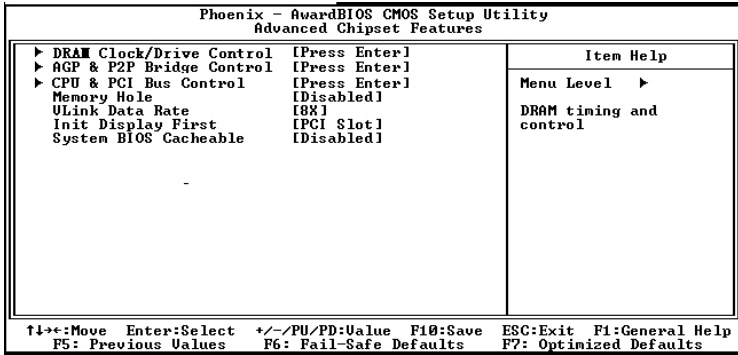 Phoenix - AwardBIOS CMOS Setup Utility
Advanced Chipset Features
► DRAM Clock/Drive Control [Press Enter]
► AGP & P2P Bridge Control [Press Enter]
► CPU & PCI Bus Control [Press Enter]
Memory Hole [Disabled]
VLink Data Rate [8X]
Init Display First [PCI Slot]
System BIOS Cacheable [Disabled]
Item Help
Menu Level ►
DRAM timing and
control
↑↓→←:Move Enter:Select +/-/PU/PD:Value F10:Save ESC:Exit F1:General Help
F5: Previous Values F6: Fail-Safe Defaults F7: Optimized Defaults